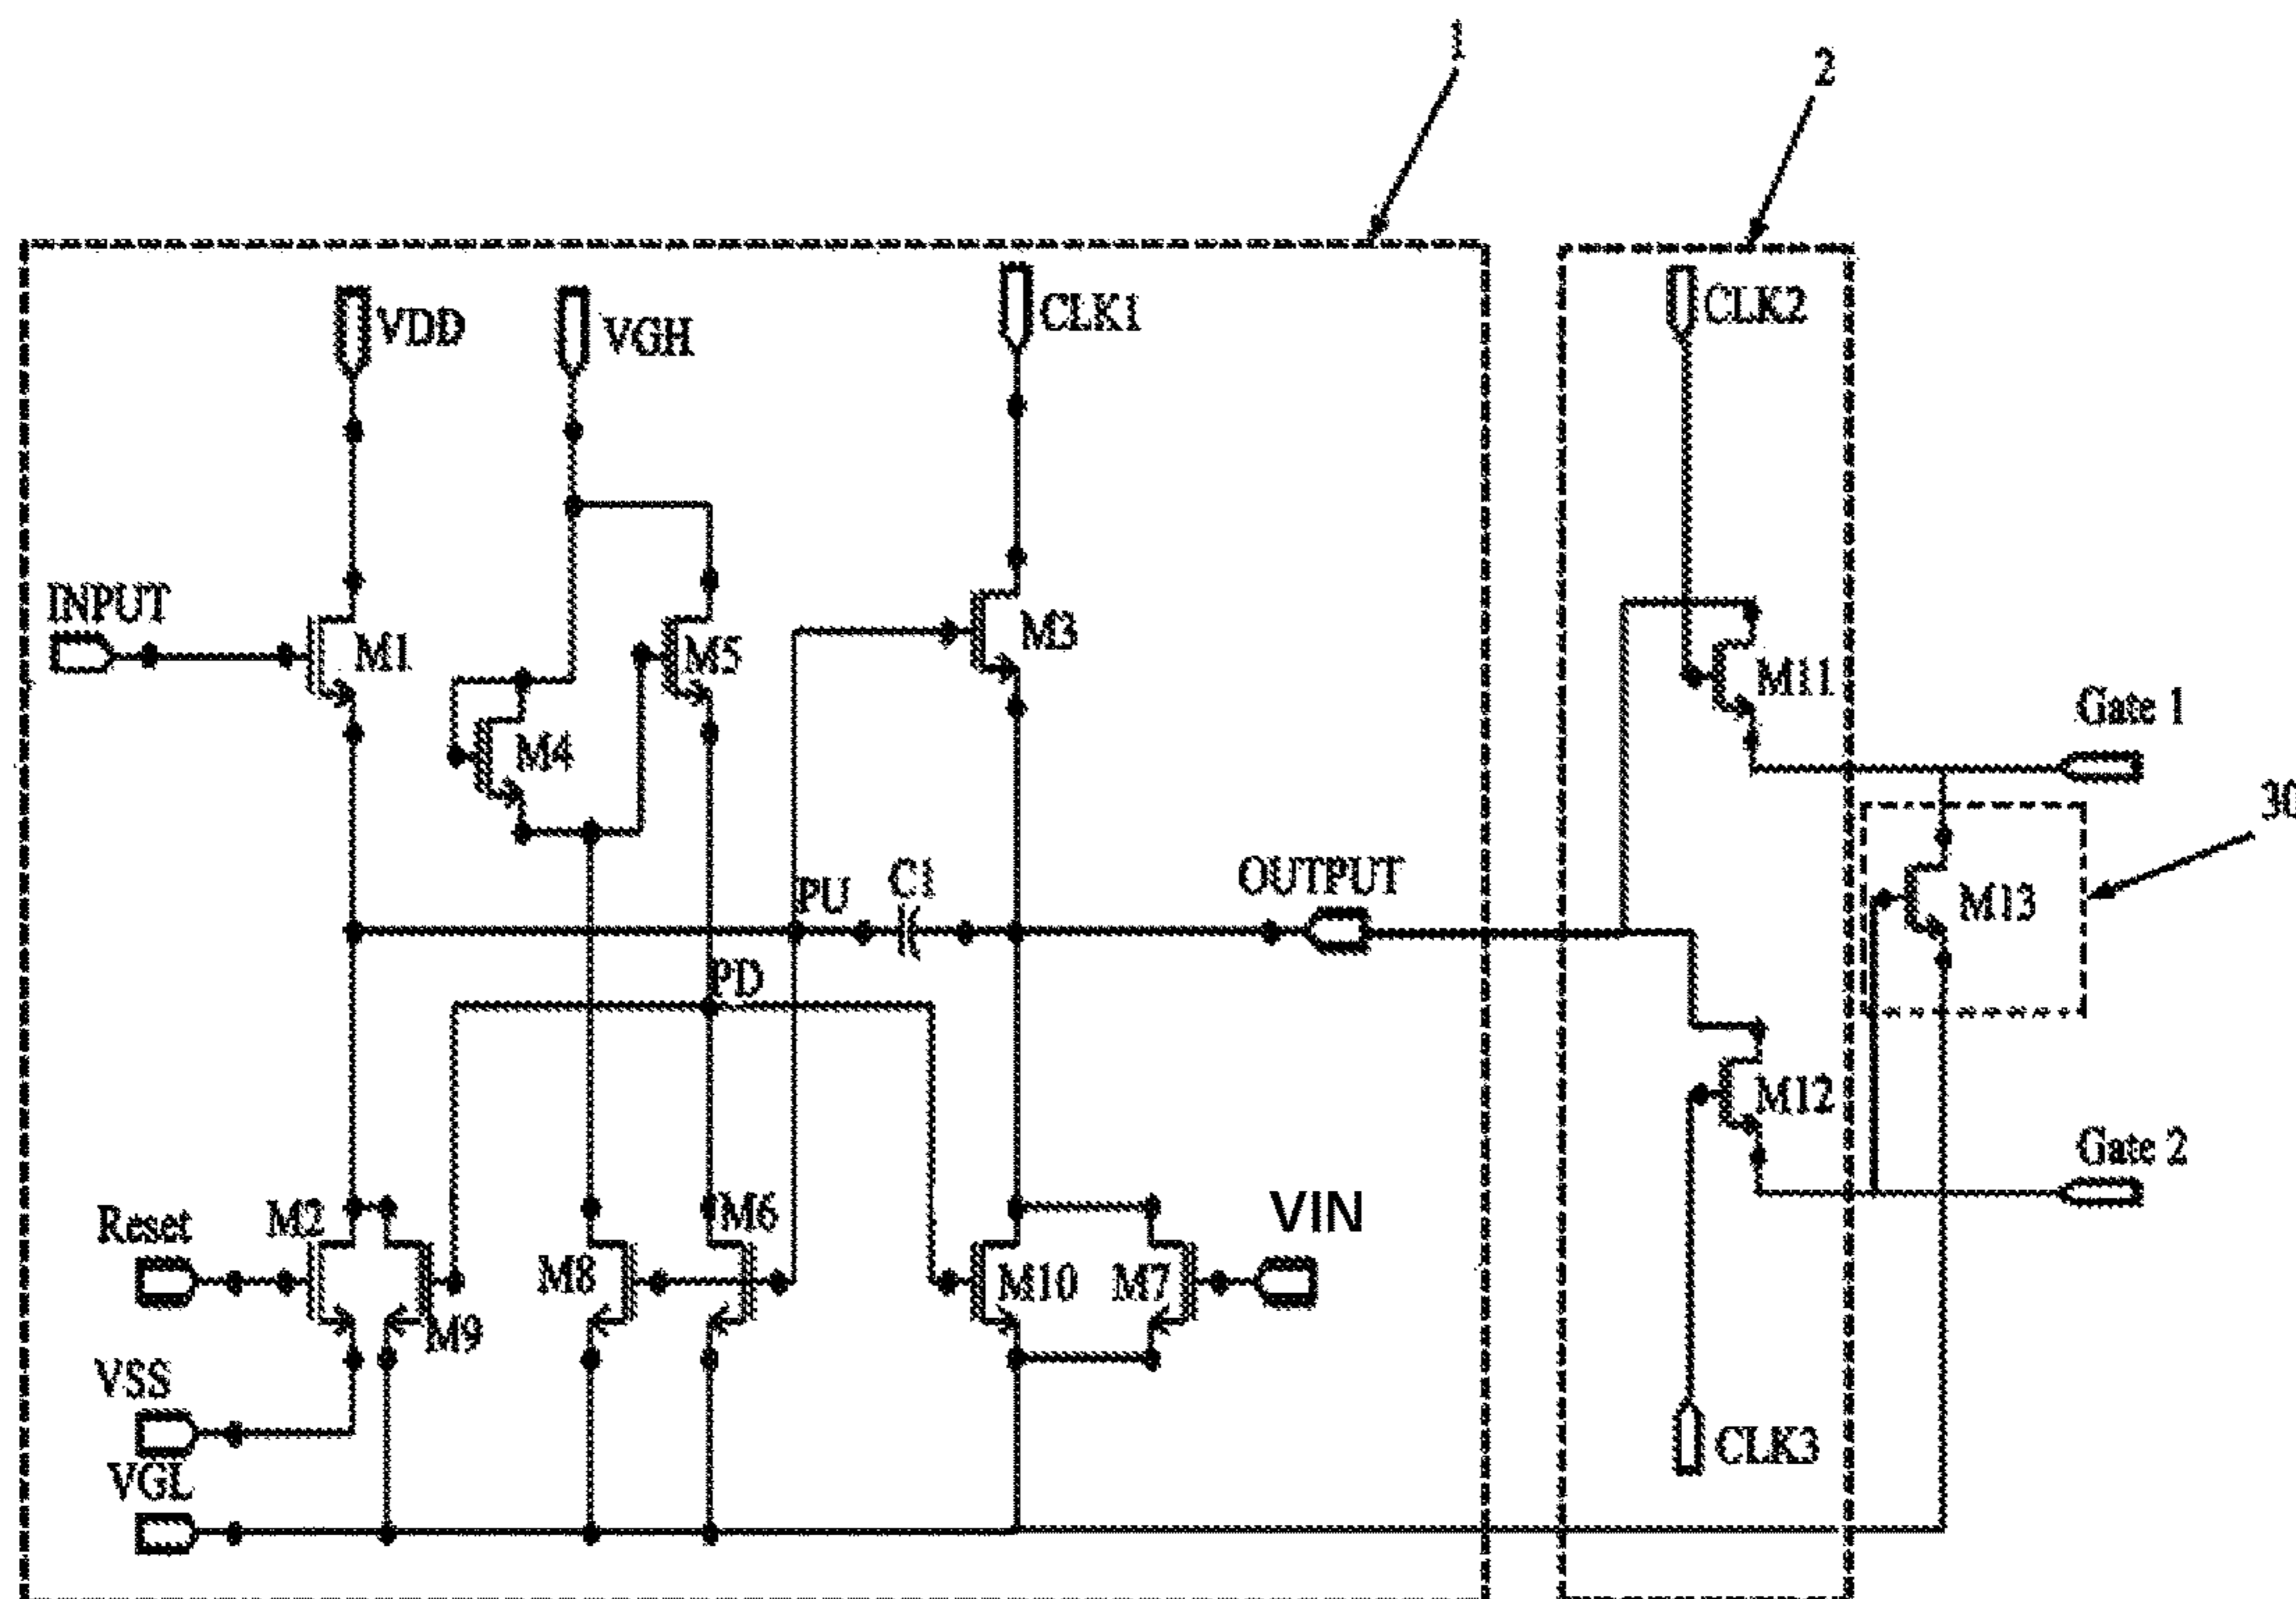 1
2
VDD
VGH
CLK1
CLK2
INPUT
M1
M5
M3
M11
Gate 1
M4
30
PU
C1
OUTPUT
M13
PD
M12
Gate 2
Reset
M2
M6
VIN
M8
M10
M7
M9
VSS
CLK3
VGL